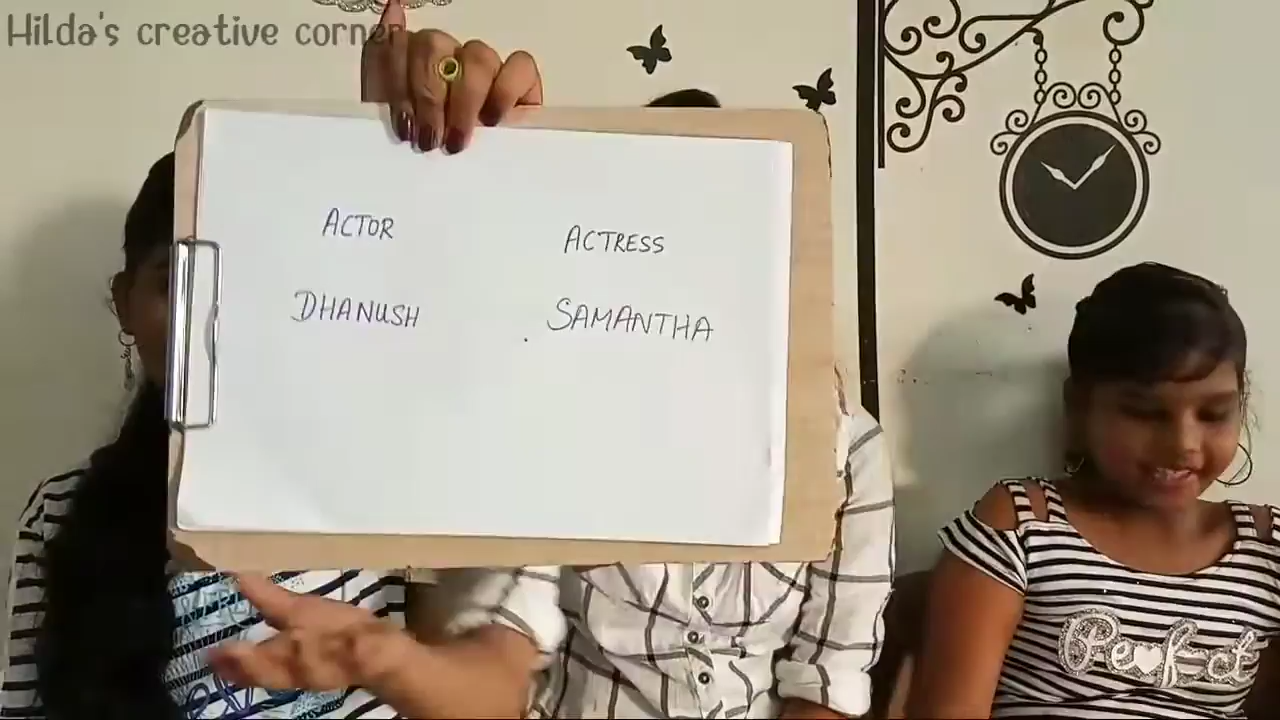 Hilda's creative corner
ACTOR ACTRESS
DHANUSH SAMANTHA
Perfect